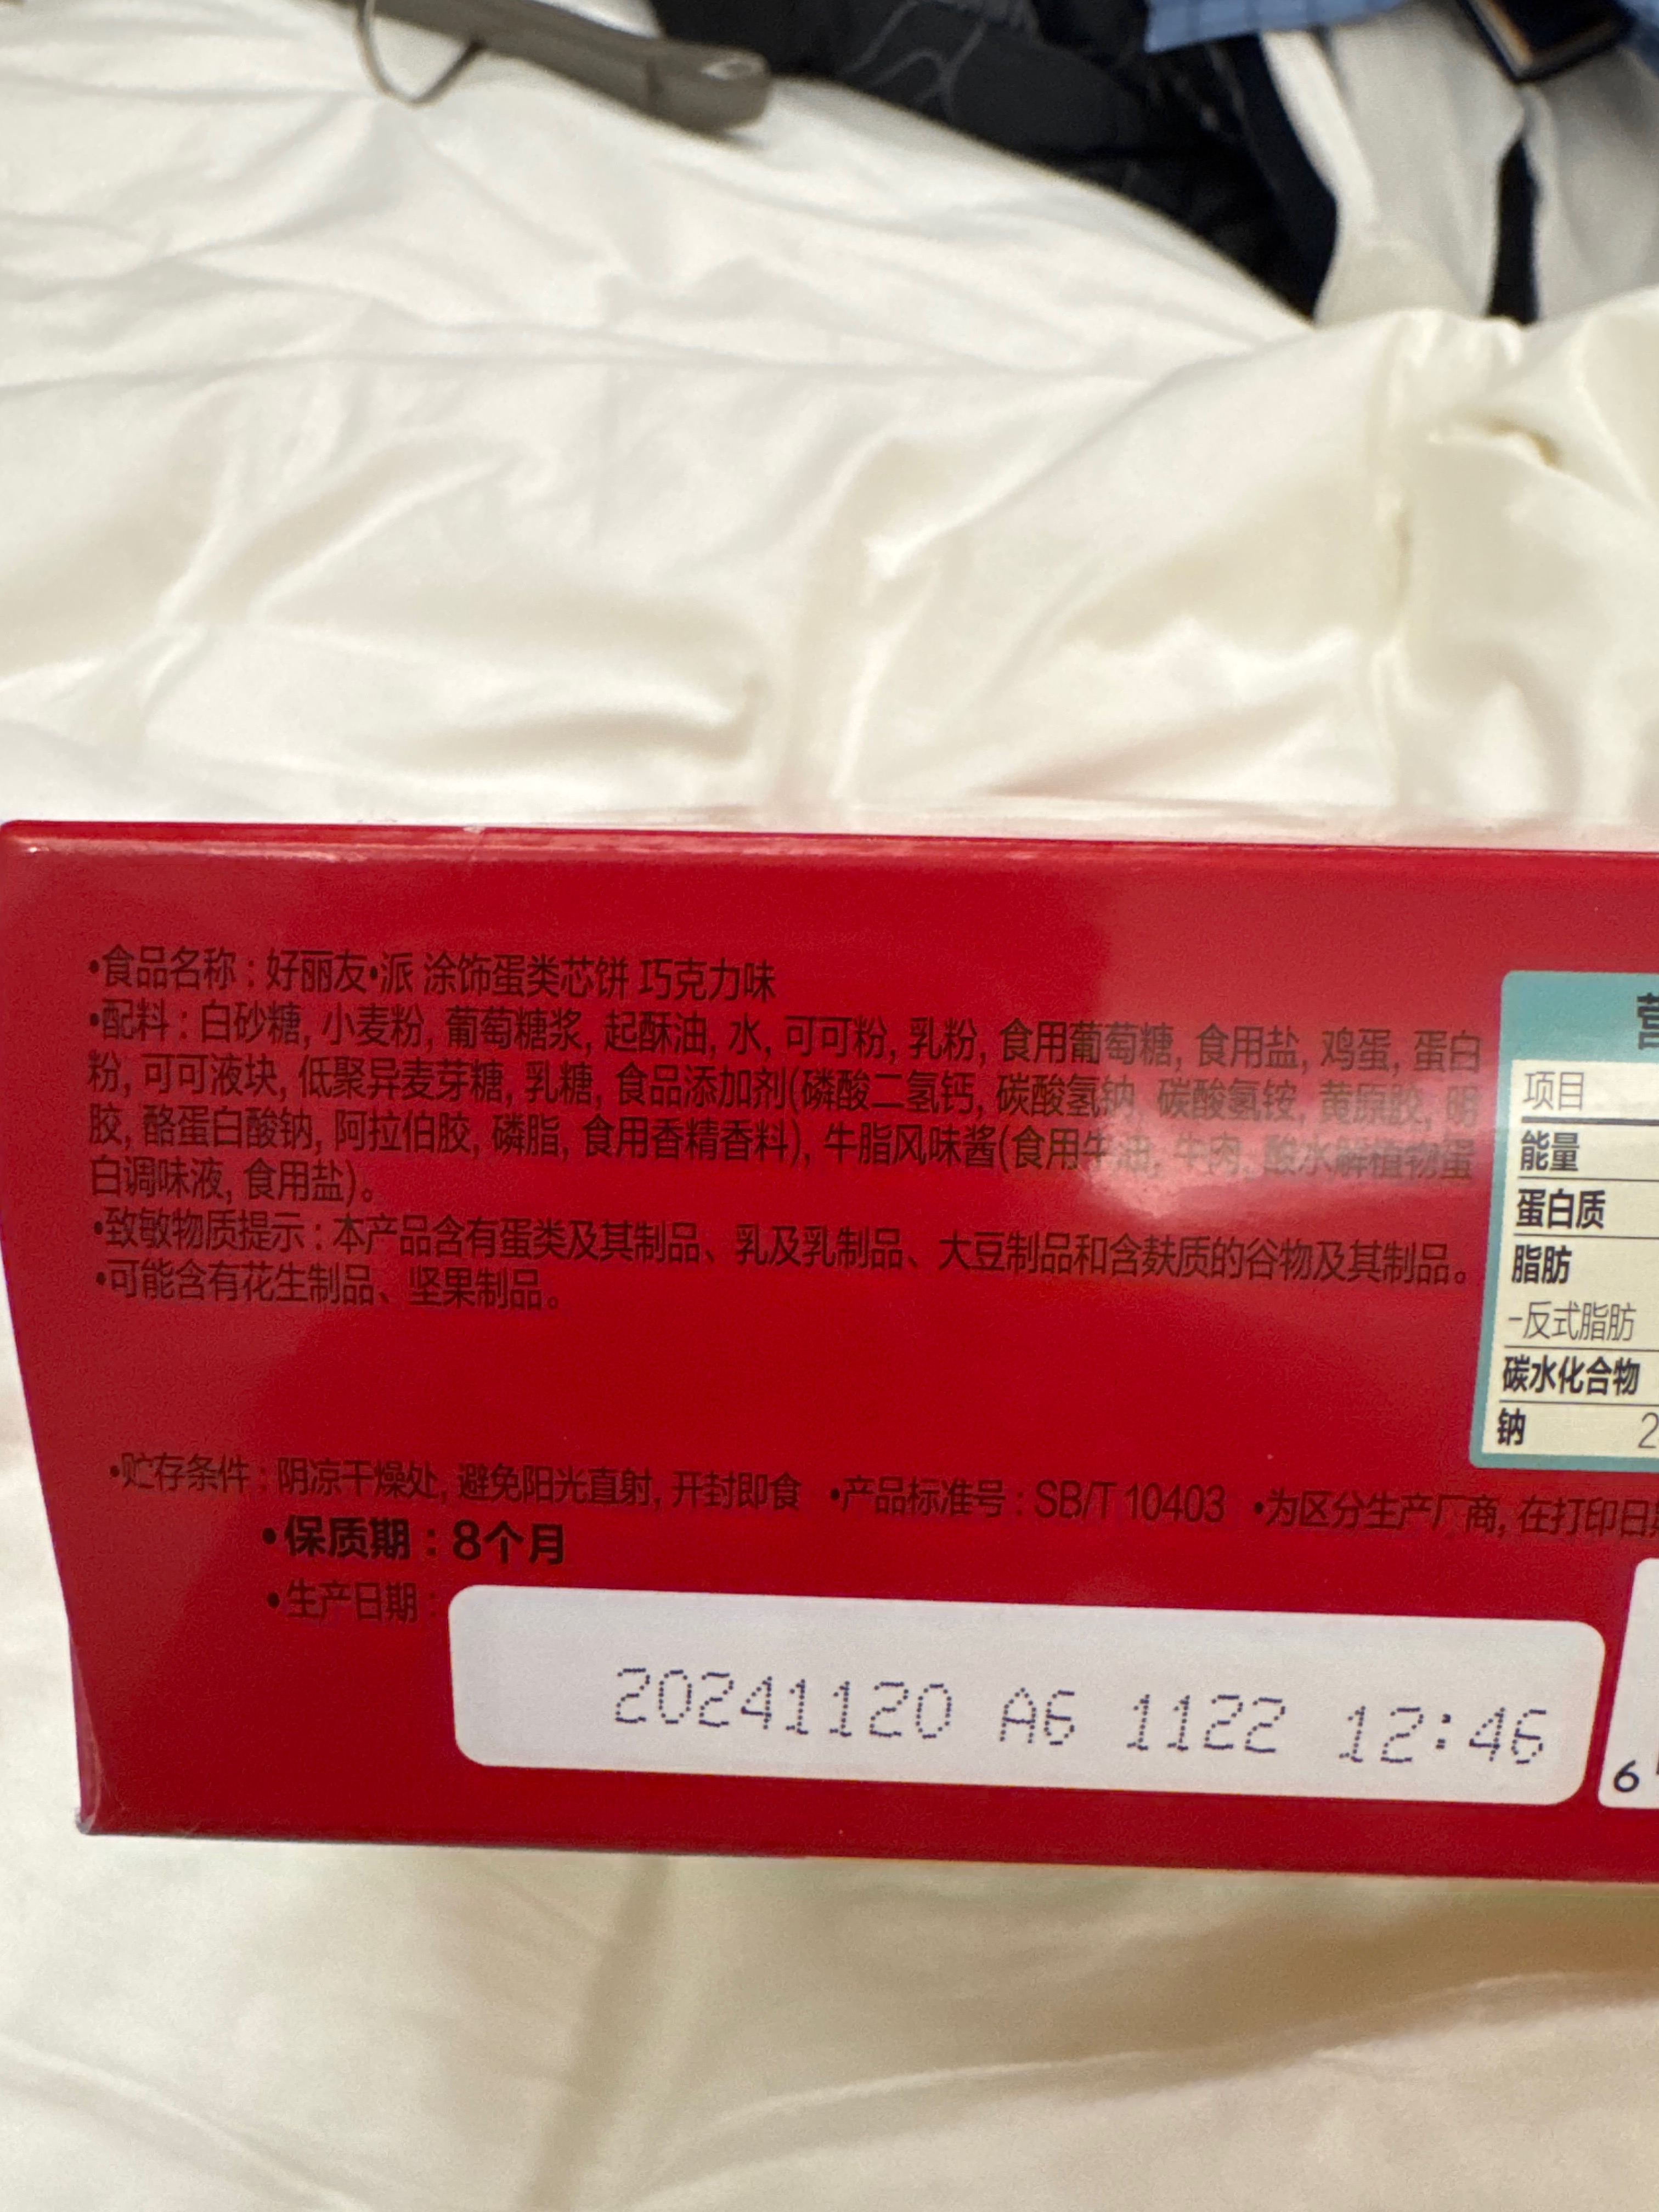 •食品名称：好丽友•派 涂饰蛋类芯饼 巧克力味
•配料：白砂糖, 小麦粉, 葡萄糖浆, 起酥油, 水, 可可粉, 乳粉, 食用葡萄糖, 食用盐, 鸡蛋, 蛋白
粉, 可可液块, 低聚异麦芽糖, 乳糖, 食品添加剂(磷酸二氢钙, 碳酸氢钠, 碳酸氢铵, 黄原胶, 明
胶, 酪蛋白酸钠, 阿拉伯胶, 磷脂, 食用香精香料), 牛脂风味酱(食用牛油, 牛肉, 酸水解植物蛋
白调味液, 食用盐)。
•致敏物质提示：本产品含有蛋类及其制品、乳及乳制品、大豆制品和含麸质的谷物及其制品。
•可能含有花生制品、坚果制品。
•贮存条件：阴凉干燥处, 避免阳光直射, 开封即食 •产品标准号：SB/T 10403 •为区分生产厂商, 在打印日
•保质期：8个月
•生产日期：
20241120 A6 1122 12:46
营
项目
能量
蛋白质
脂肪
-反式脂肪
碳水化合物
钠 2
6